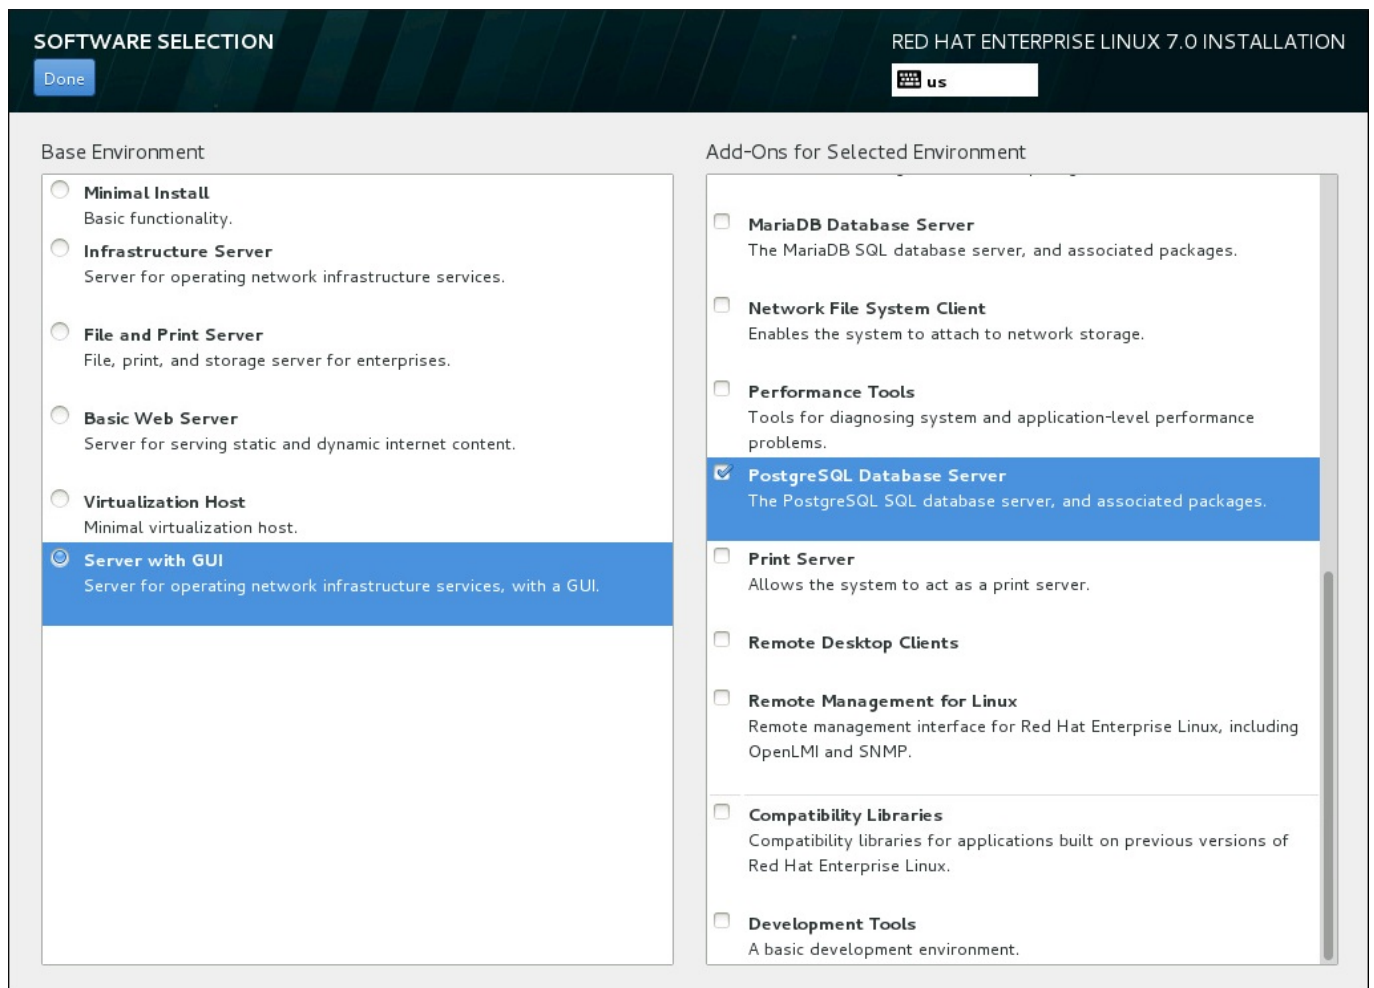 SOFTWARE SELECTION
RED HAT ENTERPRISE LINUX 7.0 INSTALLATION
Done
us
Base Environment
Minimal Install
Basic functionality.
Infrastructure Server
Server for operating network infrastructure services.
File and Print Server
File, print, and storage server for enterprises.
Basic Web Server
Server for serving static and dynamic internet content.
Virtualization Host
Minimal virtualization host.
Server with GUI
Server for operating network infrastructure services, with a GUI.
Add-Ons for Selected Environment
MariaDB Database Server
The MariaDB SQL database server, and associated packages.
Network File System Client
Enables the system to attach to network storage.
Performance Tools
Tools for diagnosing system and application-level performance
problems.
PostgreSQL Database Server
The PostgreSQL SQL database server, and associated packages.
Print Server
Allows the system to act as a print server.
Remote Desktop Clients
Remote Management for Linux
Remote management interface for Red Hat Enterprise Linux, including
OpenLMI and SNMP.
Compatibility Libraries
Compatibility libraries for applications built on previous versions of
Red Hat Enterprise Linux.
Development Tools
A basic development environment.